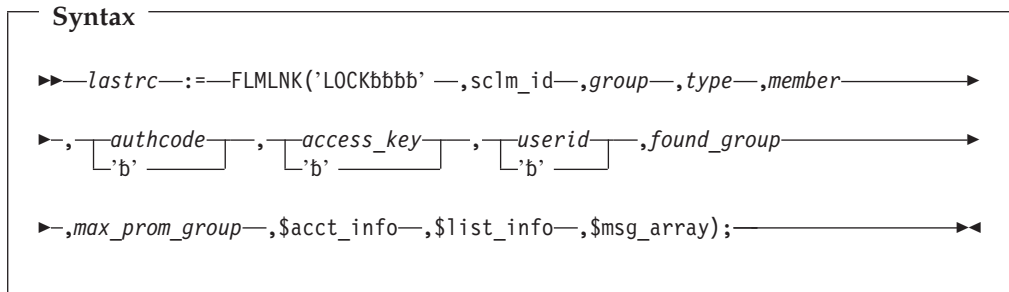 Syntax
lastrc := FLMLNK('LOCKƀƀƀƀ' ,sclm_id ,group ,type ,member
, authcode , access_key , userid ,found_group
'ƀ' 'ƀ' 'ƀ'
,max_prom_group ,$acct_info ,$list_info ,$msg_array);